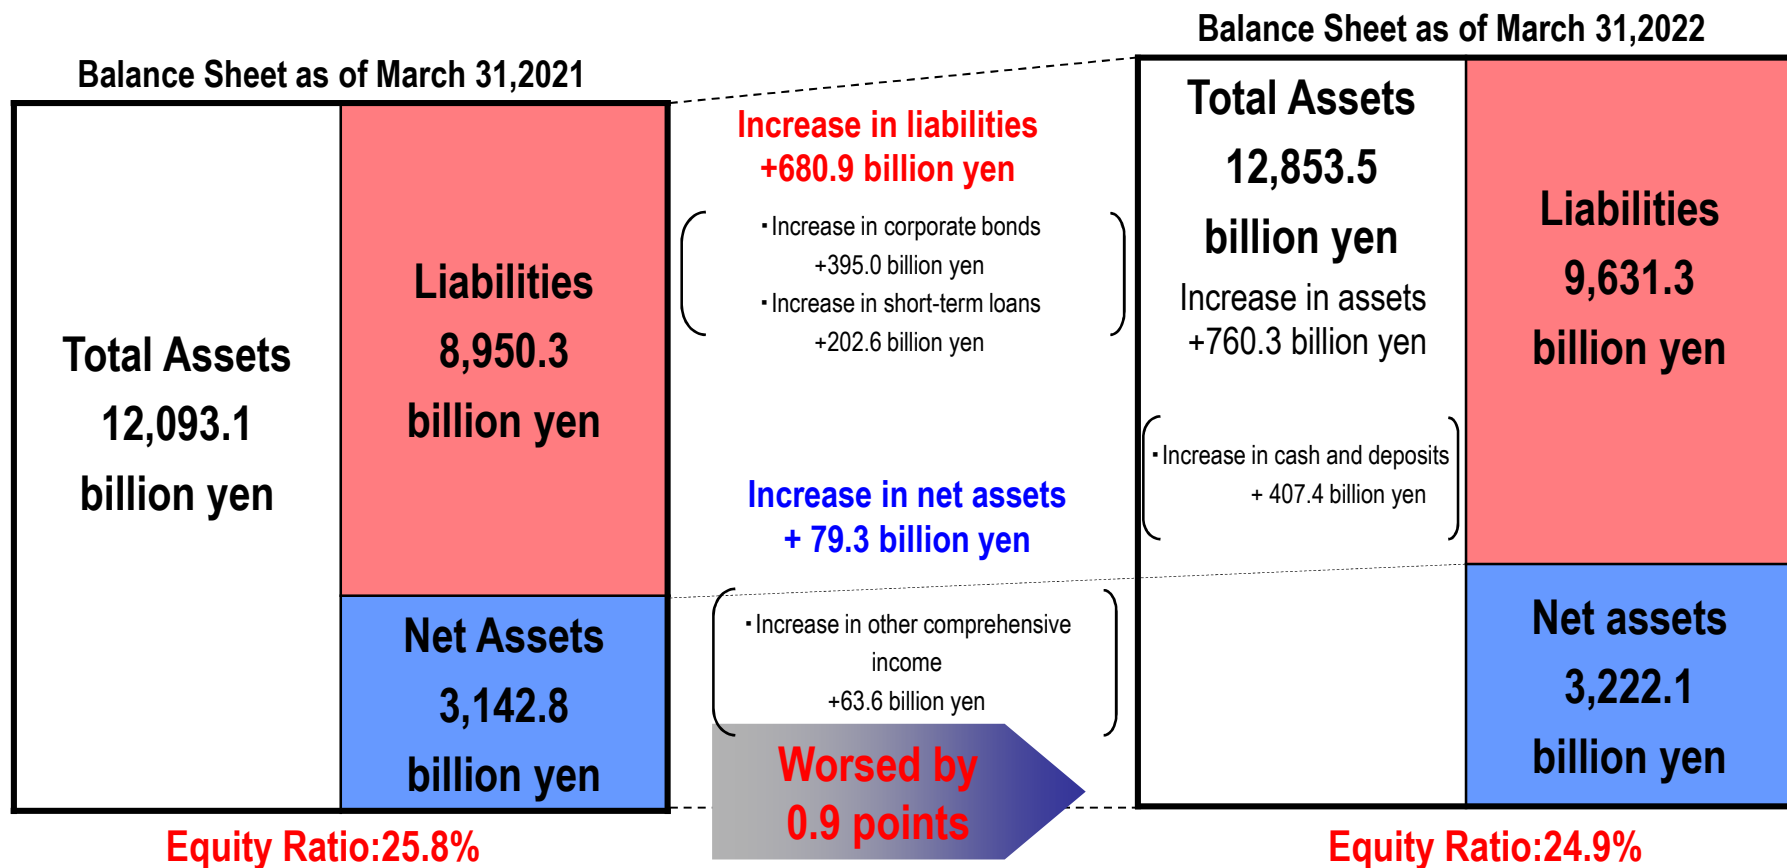 Balance Sheet as of March 31,2021
Total Assets
12,093.1
billion yen
Liabilities
8,950.3
billion yen
Net Assets
3,142.8
billion yen
Equity Ratio:25.8%
Increase in liabilities
+680.9 billion yen
・Increase in corporate bonds
+395.0 billion yen
・Increase in short-term loans
+202.6 billion yen
Increase in net assets
+ 79.3 billion yen
・Increase in other comprehensive
income
+63.6 billion yen
Worsed by
0.9 points
Balance Sheet as of March 31,2022
Total Assets
12,853.5
billion yen
Increase in assets
+760.3 billion yen
・Increase in cash and deposits
+ 407.4 billion yen
Liabilities
9,631.3
billion yen
Net assets
3,222.1
billion yen
Equity Ratio:24.9%